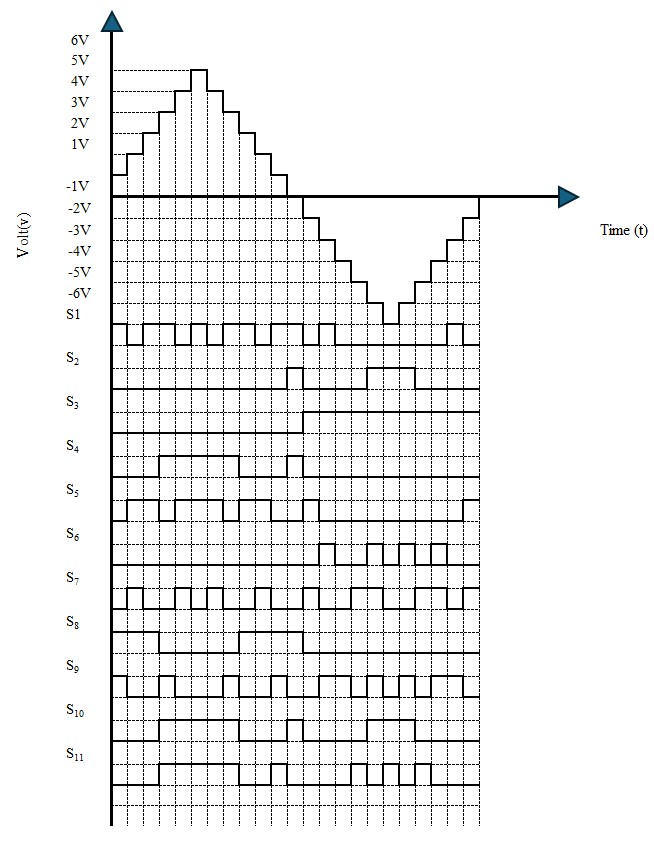 6V
5V
4V
3V
2V
1V
-1V
-2V
-3V
-4V
-5V
-6V
Volt(v)
Time (t)
S1
S2
S3
S4
S5
S6
S7
S8
S9
S10
S11